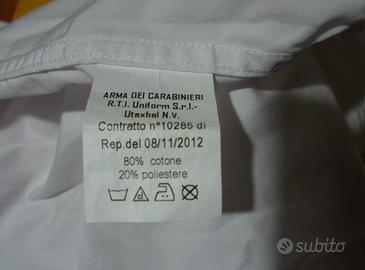 ARMA DEI CARABINIERI
R.T.I. Uniform S.r.l.-
Utexbel N.V.
Contratto n°10285 di
Rep.del 08/11/2012
80% cotone
20% poliestere
subito